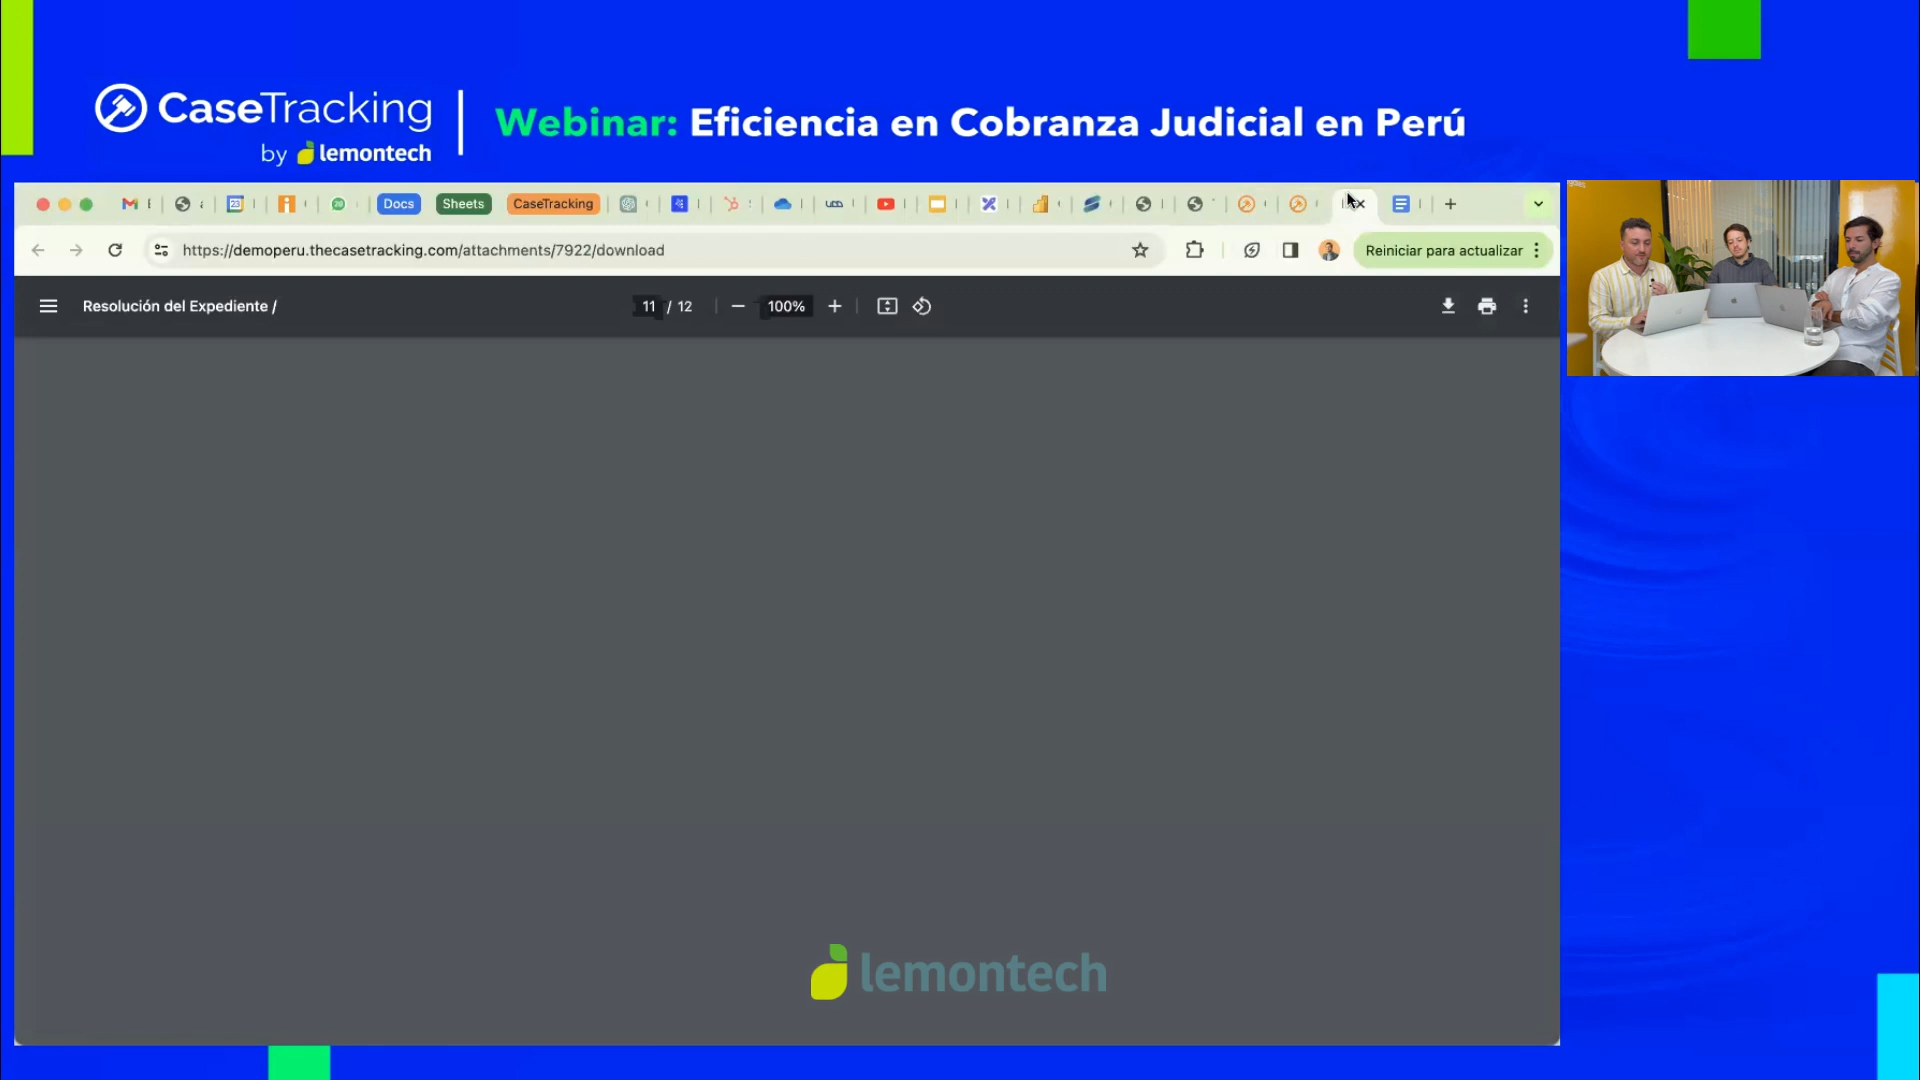 CaseTracking
by lemontech
Webinar: Eficiencia en Cobranza Judicial en Perú
Docs
Sheets
CaseTracking
https://demoperu.thecasetracking.com/attachments/7922/download
Reiniciar para actualizar
Resolución del Expediente /
11 / 12
100%
lemontech